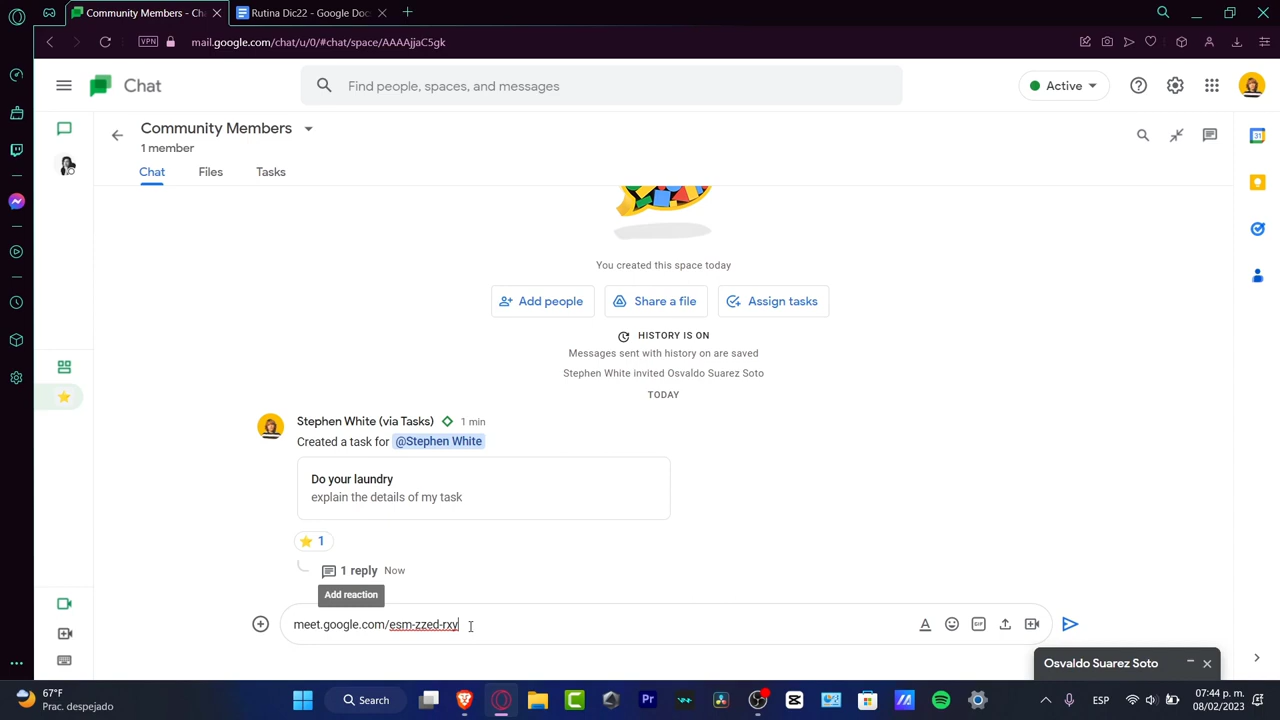 Community Members - Ch
Rutina Dic22 - Google Doc
VPN
mail.google.com/chat/u/0/#chat/space/AAAAjjaC5gk
Chat
Find people, spaces, and messages
Active
Community Members
1 member
Chat
Files
Tasks
You created this space today
Add people
Share a file
Assign tasks
HISTORY IS ON
Messages sent with history on are saved
Stephen White invited Osvaldo Suarez Soto
TODAY
Stephen White (via Tasks)
1 min
Created a task for @Stephen White
Do your laundry
explain the details of my task
1
1 reply
Now
Add reaction
meet.google.com/esm-zzed-rxy
GIF
Osvaldo Suarez Soto
67°F
Prac. despejado
Search
Pr
ESP
07:44 p. m.
08/02/2023